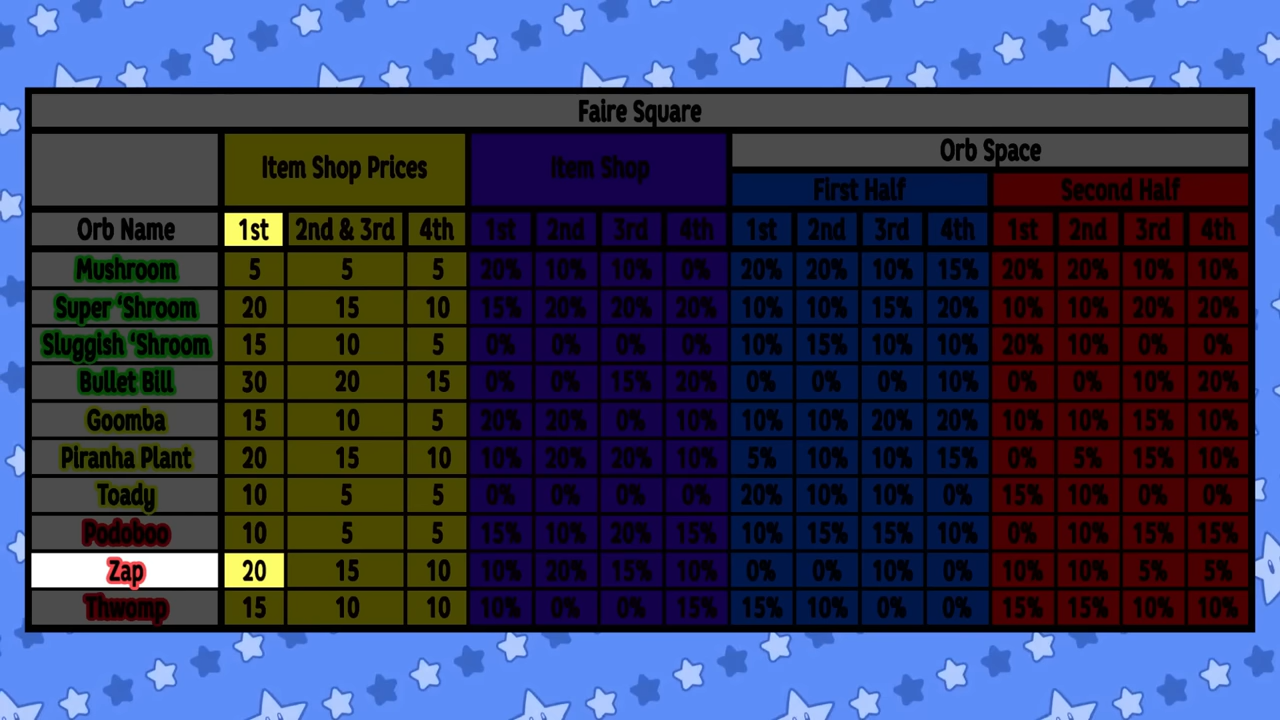 Faire Square
Item Shop Prices Item Shop Orb Space
First Half Second Half
Orb Name 1st 2nd & 3rd 4th 1st 2nd 3rd 4th 1st 2nd 3rd 4th 1st 2nd 3rd 4th
Mushroom 5 5 5 20% 10% 10% 0% 20% 20% 10% 15% 20% 20% 10% 10%
Super ‘Shroom 20 15 10 15% 20% 20% 20% 10% 10% 15% 20% 10% 10% 20% 20%
Sluggish ‘Shroom 15 10 5 0% 0% 0% 0% 10% 15% 10% 10% 20% 10% 0% 0%
Bullet Bill 30 20 15 0% 0% 15% 20% 0% 0% 0% 10% 0% 0% 10% 20%
Goomba 15 10 5 20% 20% 0% 10% 10% 10% 20% 20% 10% 10% 15% 10%
Piranha Plant 20 15 10 10% 20% 20% 10% 5% 10% 10% 15% 0% 5% 15% 10%
Toady 10 5 5 0% 0% 0% 0% 20% 10% 10% 0% 15% 10% 0% 0%
Podoboo 10 5 5 15% 10% 20% 15% 10% 15% 15% 10% 0% 10% 15% 15%
Zap 20 15 10 10% 20% 15% 10% 0% 0% 10% 0% 10% 10% 5% 5%
Thwomp 15 10 10 10% 0% 0% 15% 15% 10% 0% 0% 15% 15% 10% 10%